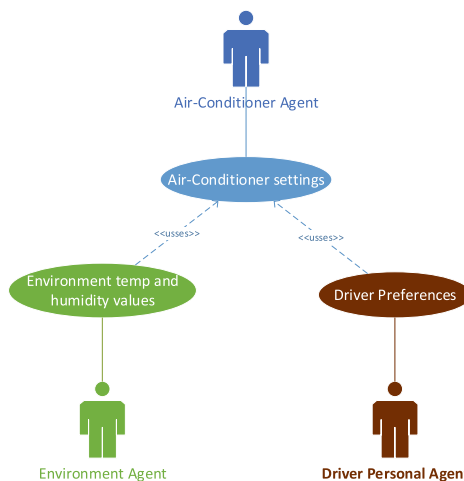 Air-Conditioner Agent
Air-Conditioner settings
<<usses>>
<<usses>>
Environment temp and
humidity values
Driver Preferences
Environment Agent
Driver Personal Agen